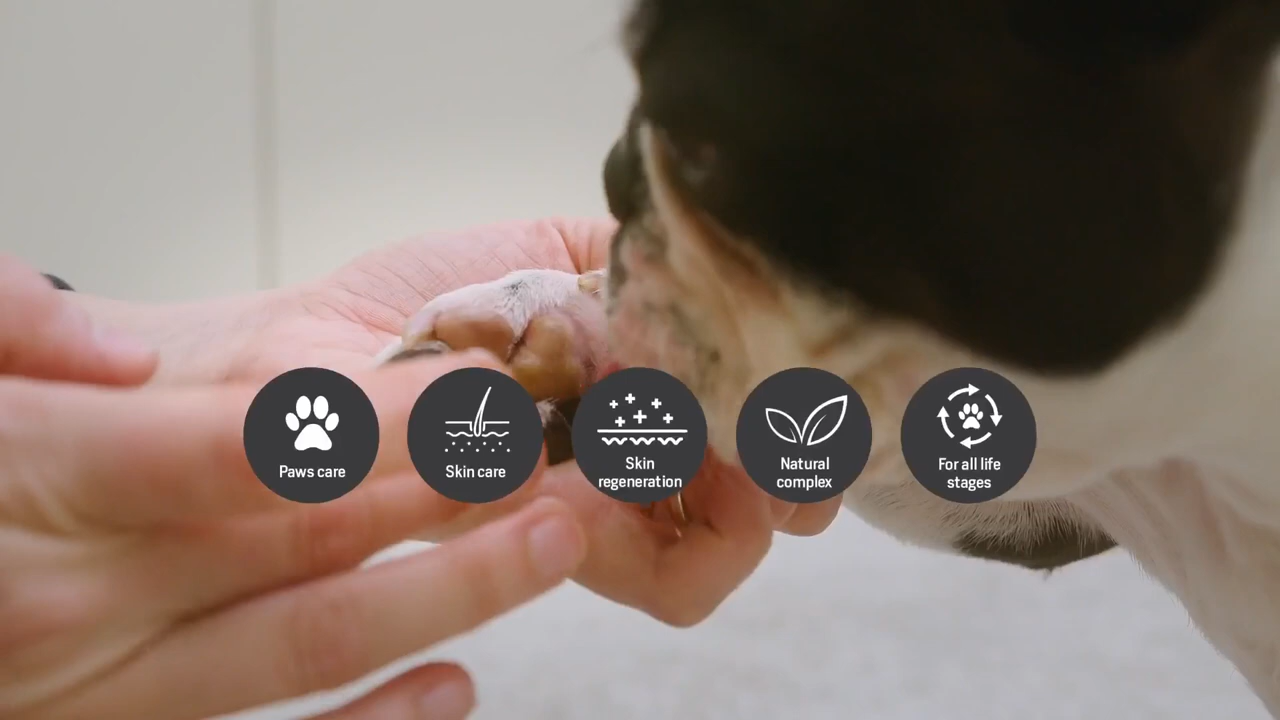 Paws care
Skin care
Skin
regeneration
Natural
complex
For all life
stages